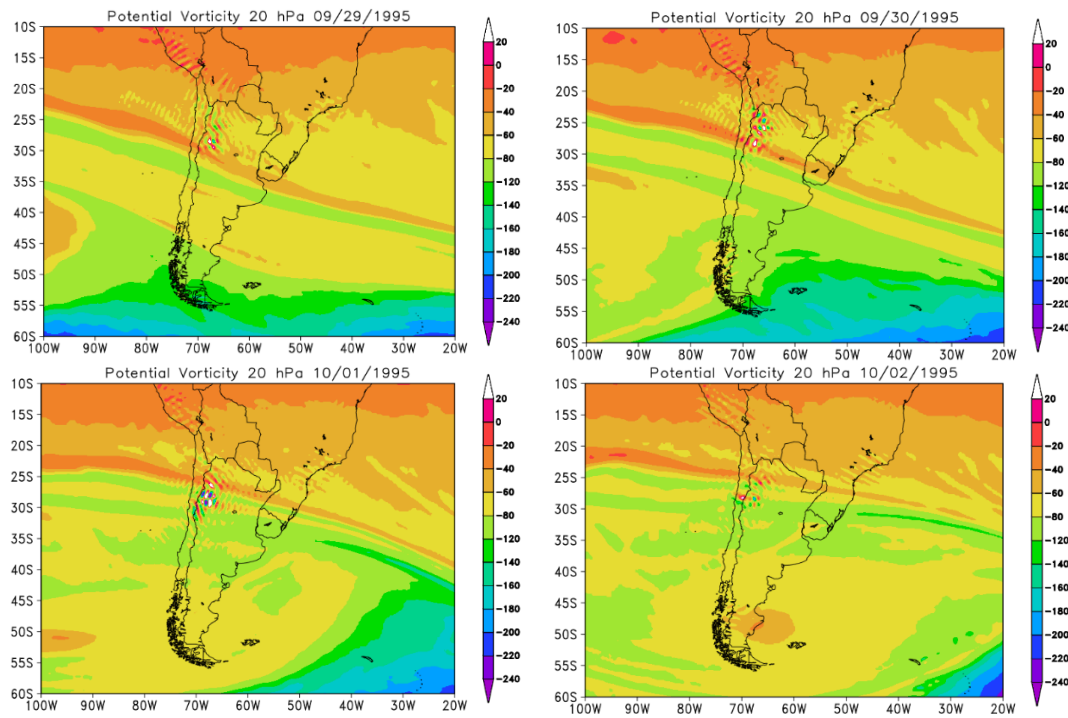 Potential Vorticity 20 hPa 09/29/1995
10S
15S
20S
25S
30S
35S
40S
45S
50S
55S
60S
100W 90W 80W 70W 60W 50W 40W 30W 20W
20
0
−20
−40
−60
−80
−120
−140
−160
−180
−200
−220
−240
Potential Vorticity 20 hPa 09/30/1995
10S
15S
20S
25S
30S
35S
40S
45S
50S
55S
60S
100W 90W 80W 70W 60W 50W 40W 30W 20W
20
0
−20
−40
−60
−80
−120
−140
−160
−180
−200
−220
−240
Potential Vorticity 20 hPa 10/01/1995
10S
15S
20S
25S
30S
35S
40S
45S
50S
55S
60S
100W 90W 80W 70W 60W 50W 40W 30W 20W
20
0
−20
−40
−60
−80
−120
−140
−160
−180
−200
−220
−240
Potential Vorticity 20 hPa 10/02/1995
10S
15S
20S
25S
30S
35S
40S
45S
50S
55S
60S
100W 90W 80W 70W 60W 50W 40W 30W 20W
20
0
−20
−40
−60
−80
−120
−140
−160
−180
−200
−220
−240